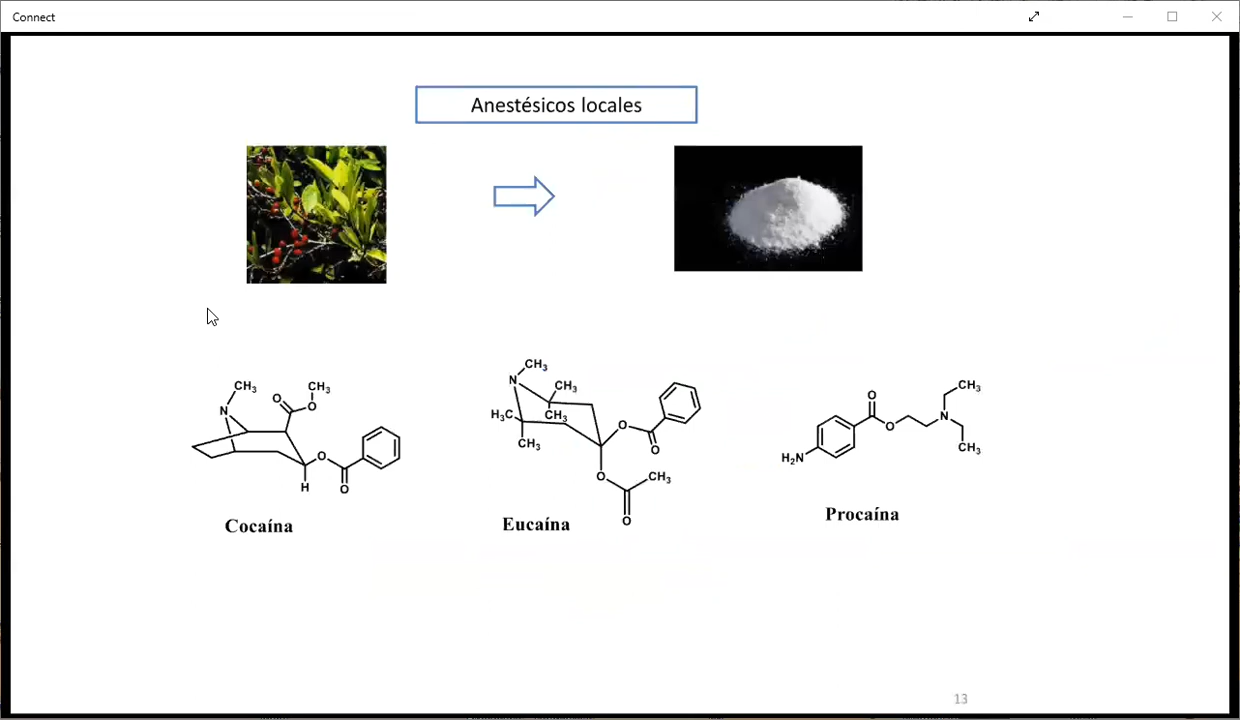 Connect
Anestésicos locales
CH₃
N
O
CH₃
O
O
O
H
Cocaína
CH₃
N
CH₃
H₃C
CH₃
CH₃
O
O
O
CH₃
O
Eucaína
O
CH₃
O
N
CH₃
H₂N
Procaína
13